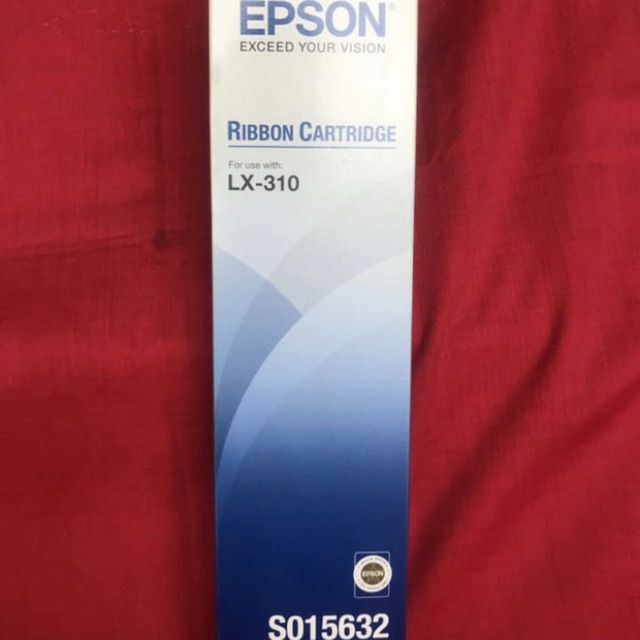 EPSON®
EXCEED YOUR VISION
RIBBON CARTRIDGE
For use with:
LX-310
EPSON
S015632